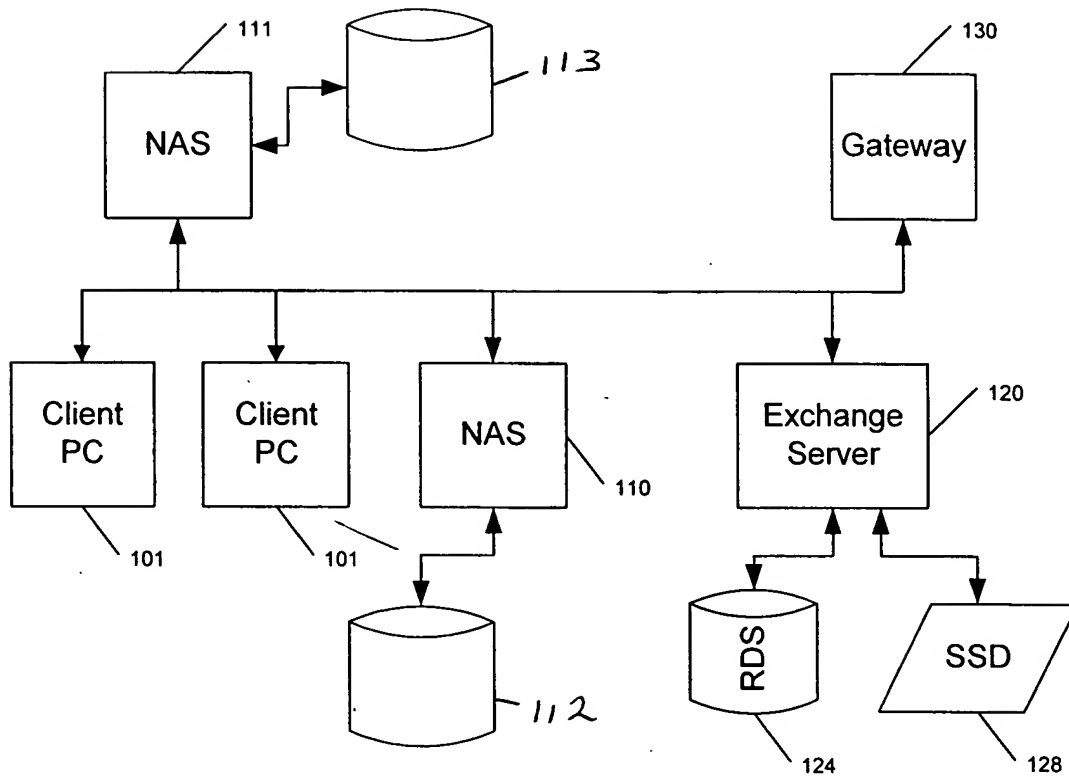 111
113
130
NAS
Gateway
Client
PC
Client
PC
NAS
Exchange
Server
120
101
101
110
112
RDS
SSD
124
128